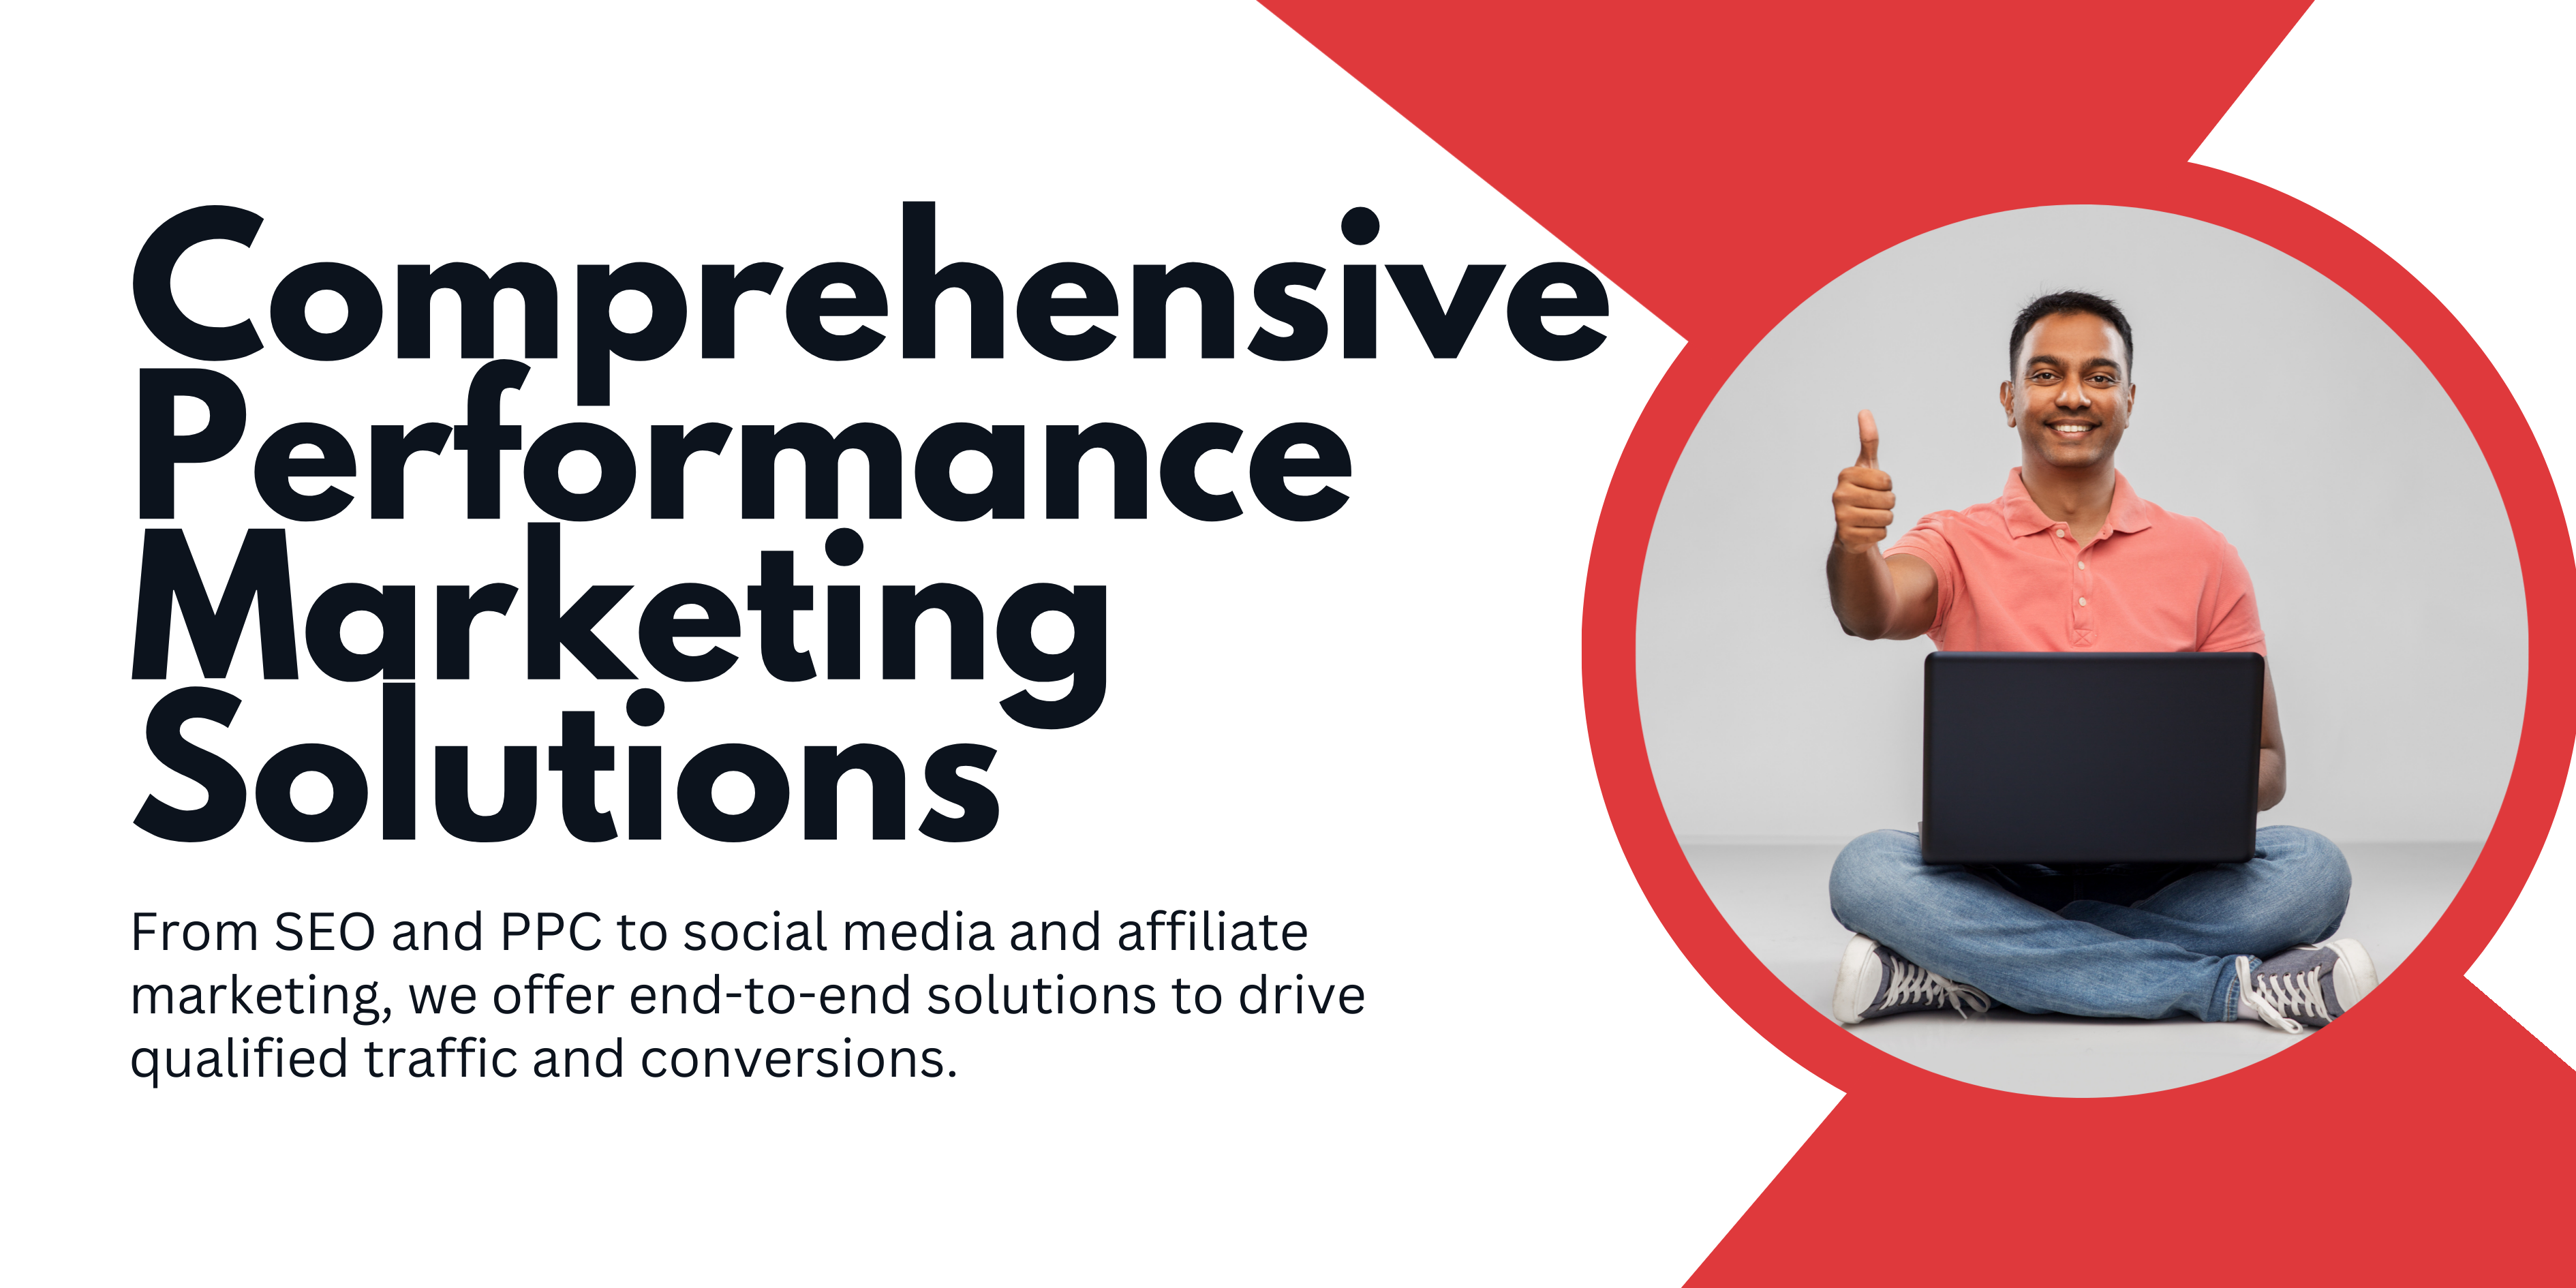 Comprehensive
Performance
Marketing
Solutions
From SEO and PPC to social media and affiliate
marketing, we offer end-to-end solutions to drive
qualified traffic and conversions.